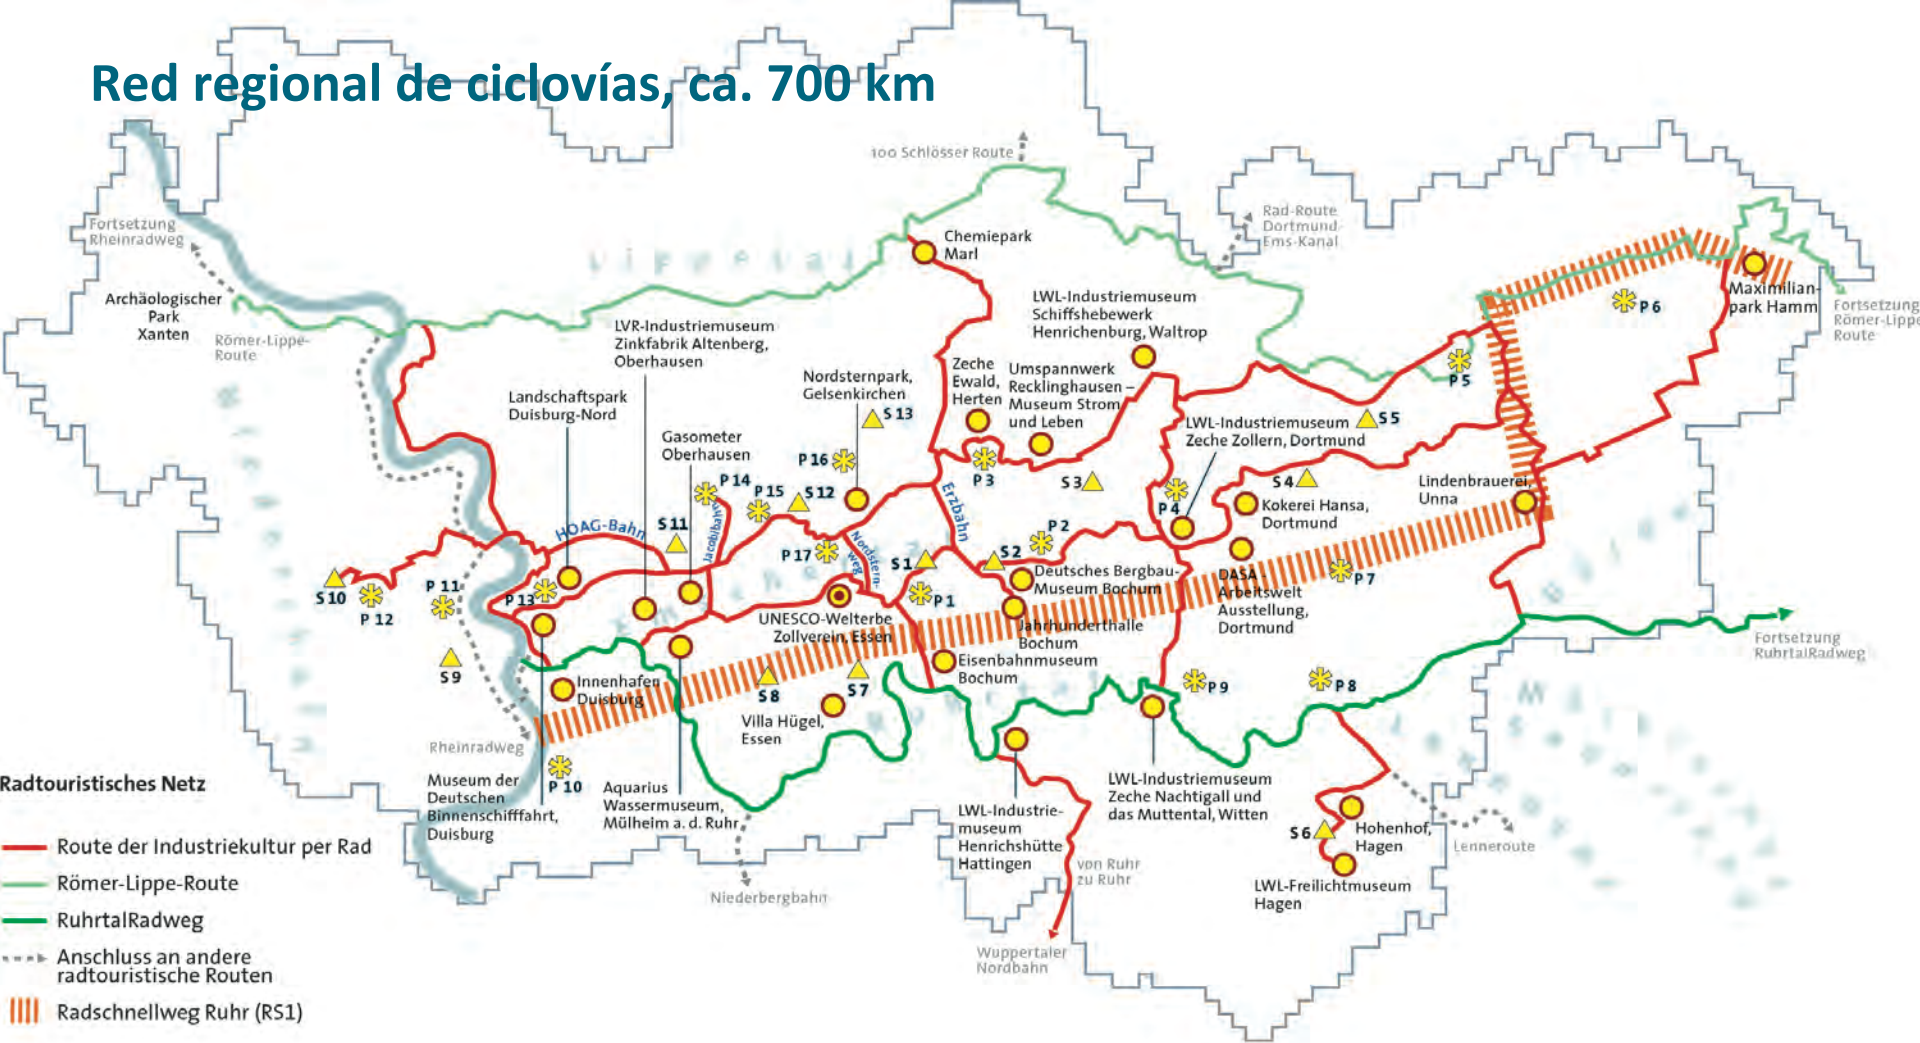 Red regional de ciclovías, ca. 700 km
100 Schlösser Route
Rad-Route
Dortmund-
Ems-Kanal
Fortsetzung
Rheinradweg
Archäologischer
Park
Xanten
Römer-Lippe-
Route
Lippetal
Chemiepark
Marl
LWL-Industriemuseum
Schiffshebewerk
Henrichenburg, Waltrop
Maximilian-
park Hamm
P 6
Fortsetzung
Römer-Lippe
Route
LVR-Industriemuseum
Zinkfabrik Altenberg,
Oberhausen
Landschaftspark
Duisburg-Nord
Nordsternpark,
Gelsenkirchen
S 13
Zeche
Ewald,
Herten
Umspannwerk
Recklinghausen –
Museum Strom
und Leben
P 5
S 5
LWL-Industriemuseum
Zeche Zollern, Dortmund
Gasometer
Oberhausen
P 16
P 14
P 15
S 12
P 3
S 3
P 4
S 4
Kokerei Hansa,
Dortmund
Lindenbrauerei,
Unna
HOAG-Bahn
S 11
Jacobibahn
P 17
Nordstern-
weg
Erzbahn
S 1
S 2
P 2
P 1
Deutsches Bergbau-
Museum Bochum
DASA -
Arbeitswelt
Ausstellung,
Dortmund
P 7
S 10
P 12
P 11
P 13
S 9
UNESCO-Welterbe
Zollverein, Essen
Jahrhunderthalle
Bochum
Eisenbahnmuseum
Bochum
Fortsetzung
RuhrtalRadweg
Innenhafen
Duisburg
S 8
S 7
Villa Hügel,
Essen
P 9
P 8
Rheinradweg
P 10
Museum der
Deutschen
Binnenschifffahrt,
Duisburg
Aquarius
Wassermuseum,
Mülheim a. d. Ruhr
LWL-Industrie-
museum
Henrichshütte
Hattingen
LWL-Industriemuseum
Zeche Nachtigall und
das Muttental, Witten
von Ruhr
zu Ruhr
S 6
Hohenhof,
Hagen
LWL-Freilichtmuseum
Hagen
Lenneroute
Niederbergbahn
Wuppertaler
Nordbahn
Radtouristisches Netz
Route der Industriekultur per Rad
Römer-Lippe-Route
RuhrtalRadweg
Anschluss an andere
radtouristische Routen
Radschnellweg Ruhr (RS1)